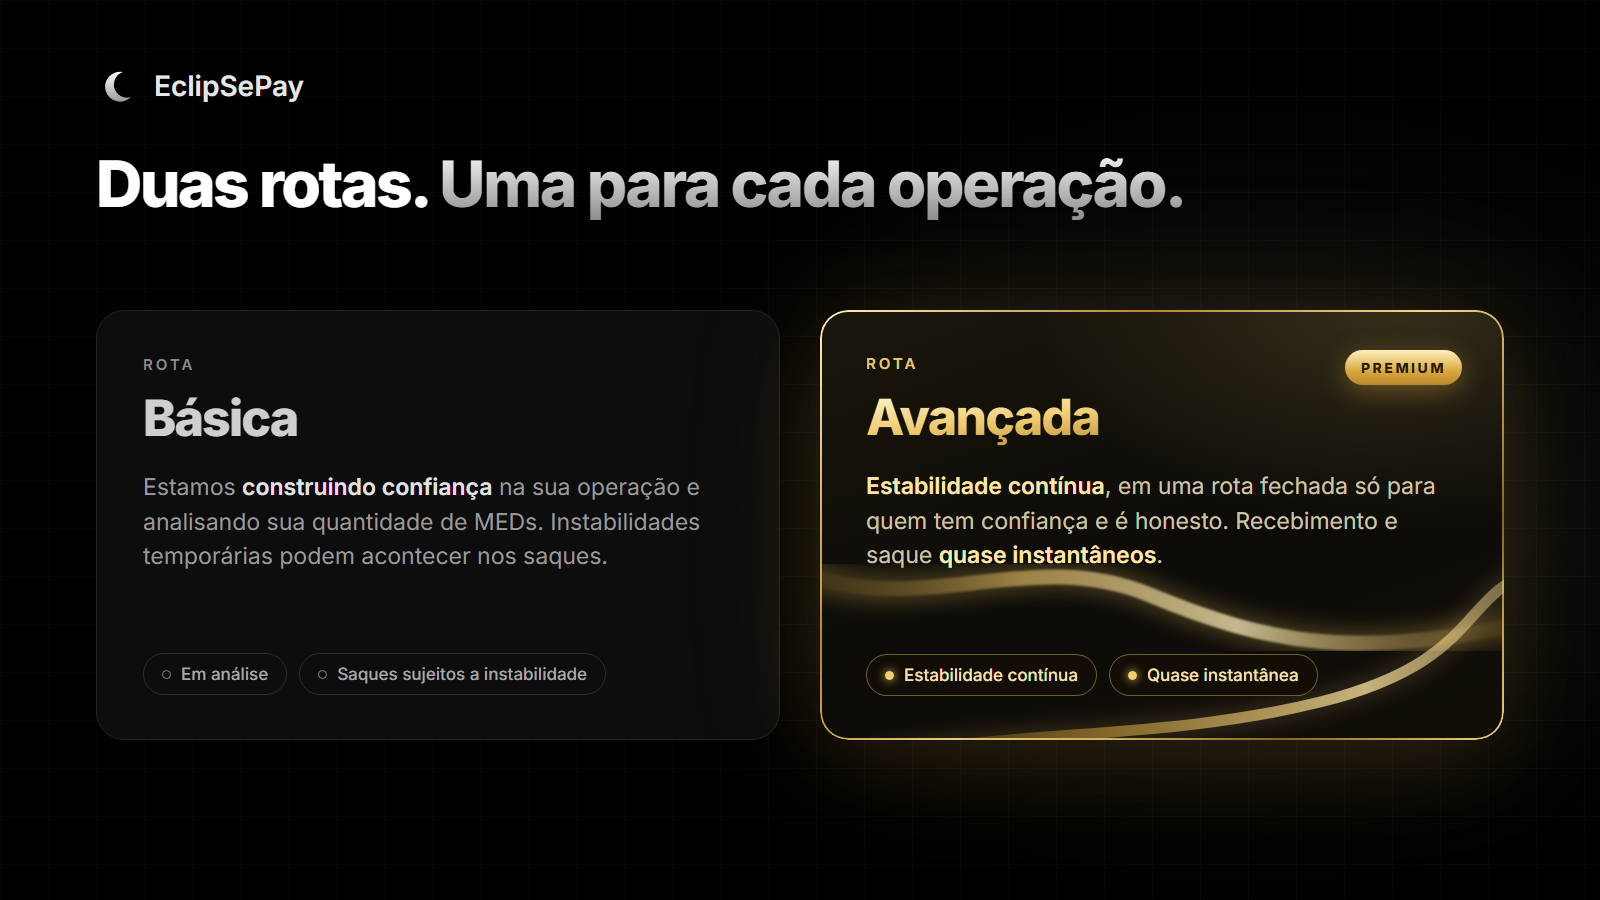 EclipSePay
Duas rotas. Uma para cada operação.
ROTA
Básica
Estamos construindo confiança na sua operação e
analisando sua quantidade de MEDs. Instabilidades
temporárias podem acontecer nos saques.
Em análise
Saques sujeitos a instabilidade
ROTA
PREMIUM
Avançada
Estabilidade contínua, em uma rota fechada só para
quem tem confiança e é honesto. Recebimento e
saque quase instantâneos.
Estabilidade contínua
Quase instantânea